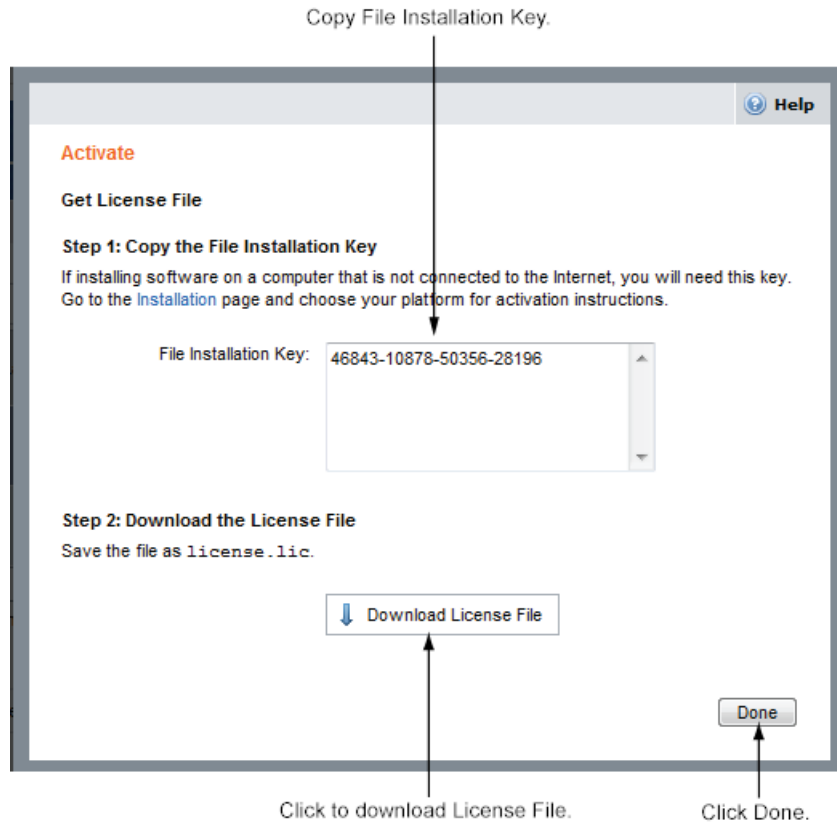 Copy File Installation Key.
Help
Activate
Get License File
Step 1: Copy the File Installation Key
If installing software on a computer that is not connected to the Internet, you will need this key.
Go to the Installation page and choose your platform for activation instructions.
File Installation Key:
46843-10878-50356-28196
Step 2: Download the License File
Save the file as license.lic.
Download License File
Done
Click to download License File.
Click Done.